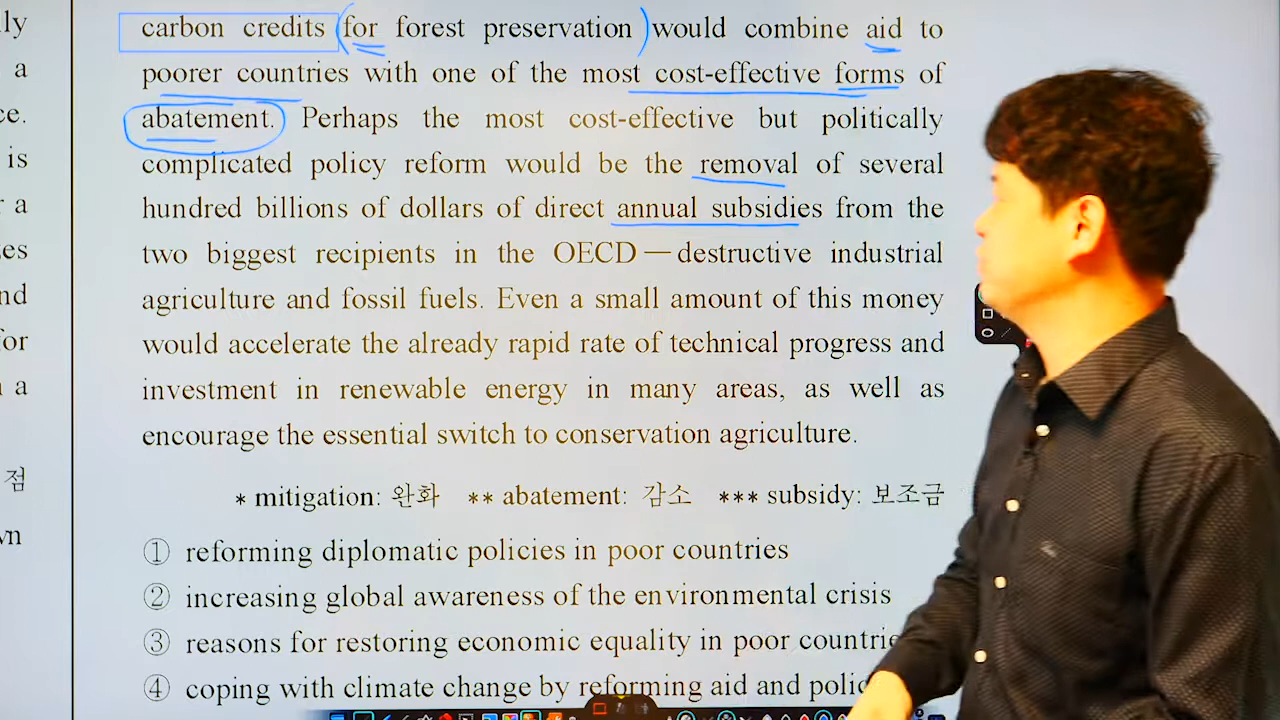 carbon credits for forest preservation would combine aid to
poorer countries with one of the most cost-effective forms of
abatement. Perhaps the most cost-effective but politically
complicated policy reform would be the removal of several
hundred billions of dollars of direct annual subsidies from the
two biggest recipients in the OECD — destructive industrial
agriculture and fossil fuels. Even a small amount of this money
would accelerate the already rapid rate of technical progress and
investment in renewable energy in many areas, as well as
encourage the essential switch to conservation agriculture.
* mitigation: 완화 ** abatement: 감소 *** subsidy: 보조금
① reforming diplomatic policies in poor countries
② increasing global awareness of the environmental crisis
③ reasons for restoring economic equality in poor
④ coping with climate change by reforming aid and
a
is
a
a
점